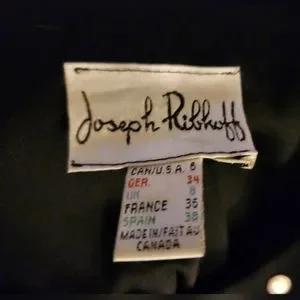 Joseph Ribkoff
CAN/U.S.A. 6
GER. 34
UK 8
FRANCE 36
SPAIN 38
MADE IN/FAIT AU
CANADA